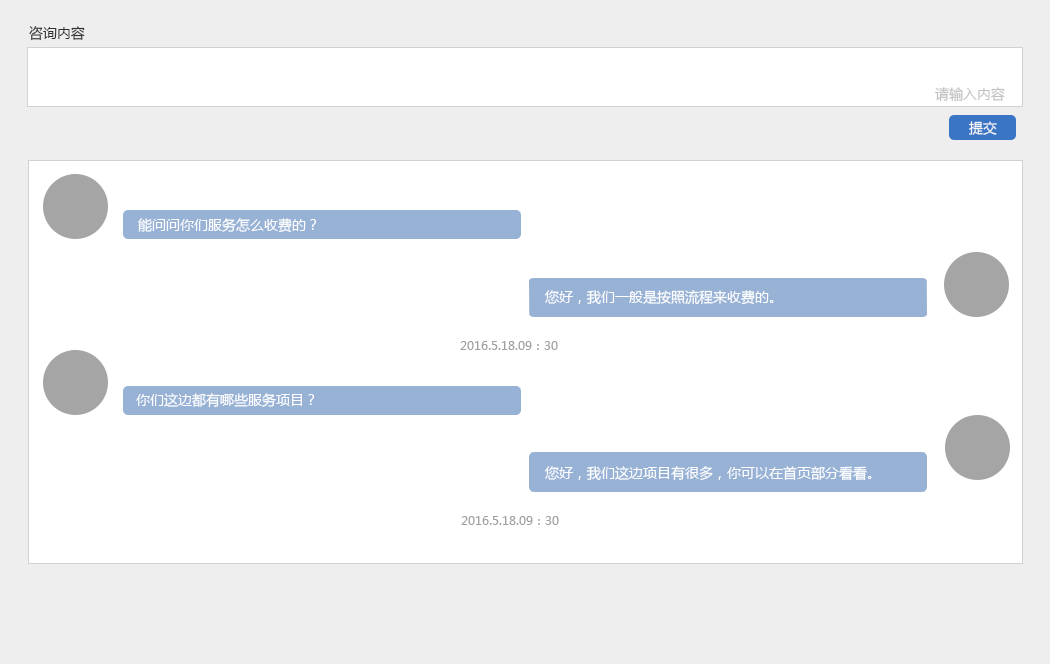 咨询内容
请输入内容
提交
能问问你们服务怎么收费的？
您好，我们一般是按照流程来收费的。
2016.5.18.09：30
你们这边都有哪些服务项目？
您好，我们这边项目有很多，你可以在首页部分看看。
2016.5.18.09：30